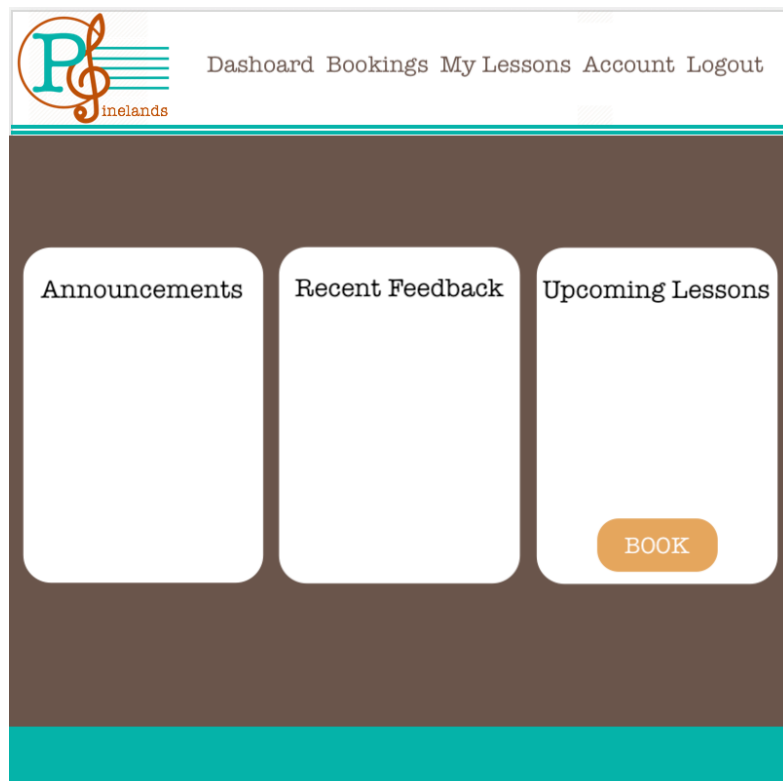 P
inelands
Dashoard Bookings My Lessons Account Logout
Announcements
Recent Feedback
Upcoming Lessons
BOOK